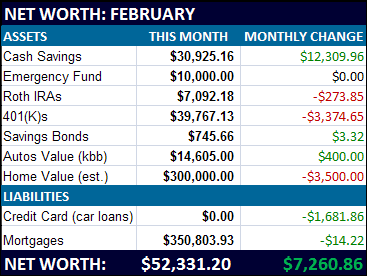 NET WORTH: FEBRUARY
ASSETS THIS MONTH MONTHLY CHANGE
Cash Savings $30,925.16 $12,309.96
Emergency Fund $10,000.00 $0.00
Roth IRAs $7,092.18 -$273.85
401(K)s $39,767.13 -$3,374.65
Savings Bonds $745.66 $3.32
Autos Value (kbb) $14,605.00 $400.00
Home Value (est.) $300,000.00 -$3,500.00
LIABILITIES
Credit Card (car loans) $0.00 -$1,681.86
Mortgages $350,803.93 -$14.22
NET WORTH: $52,331.20 $7,260.86